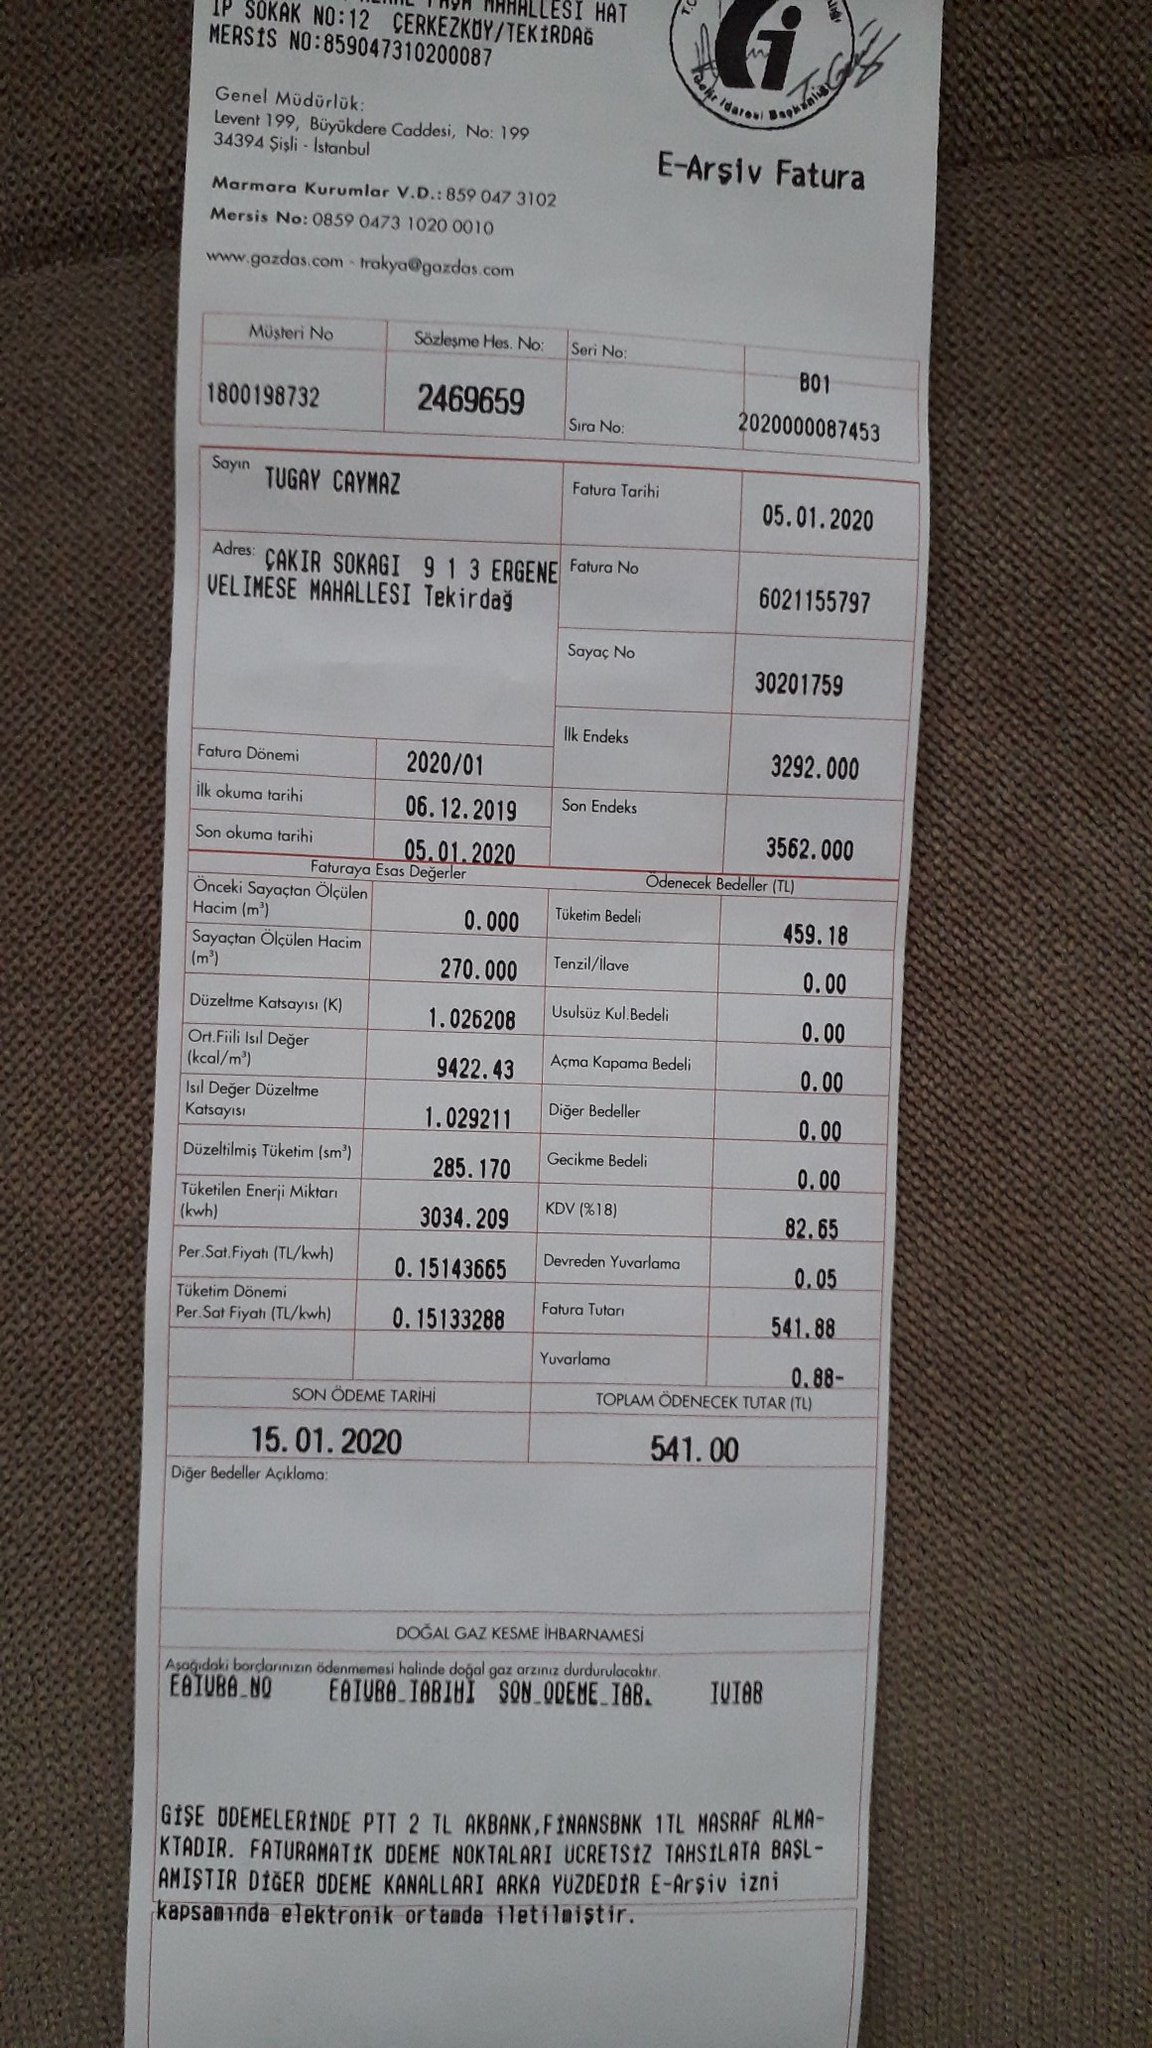 MAHALLESİ HAT
İP SOKAK NO:12 ÇERKEZKÖY/TEKİRDAĞ
MERSİS NO:859047310200087
Gelir İdaresi Başkanlığı
Genel Müdürlük:
Levent 199, Büyükdere Caddesi, No: 199
34394 Şişli - İstanbul
E-Arşiv Fatura
Marmara Kurumlar V.D.: 859 047 3102
Mersis No: 0859 0473 1020 0010
www.gazdas.com - trakya@gazdas.com
Müşteri No Sözleşme Hes. No: Seri No: B01
1800198732 2469659 Sıra No: 2020000087453
Sayın TUGAY CAYMAZ
Fatura Tarihi 05.01.2020
Adres: ÇAKIR SOKAGI 9 1 3 ERGENE
VELIMESE MAHALLESI Tekirdağ
Fatura No 6021155797
Sayaç No 30201759
İlk Endeks 3292.000
Son Endeks 3562.000
Fatura Dönemi 2020/01
İlk okuma tarihi 06.12.2019
Son okuma tarihi 05.01.2020
Faturaya Esas Değerler
Önceki Sayaçtan Ölçülen
Hacim (m³) 0.000
Sayaçtan Ölçülen Hacim
(m³) 270.000
Düzeltme Katsayısı (K) 1.026208
Ort.Fiili Isıl Değer
(kcal/m³) 9422.43
Isıl Değer Düzeltme
Katsayısı 1.029211
Düzeltilmiş Tüketim (sm³) 285.170
Tüketilen Enerji Miktarı
(kwh) 3034.209
Per.Sat.Fiyatı (TL/kwh) 0.15143665
Tüketim Dönemi
Per.Sat Fiyatı (TL/kwh) 0.15133288
Ödenecek Bedeller (TL)
Tüketim Bedeli 459.18
Tenzil/İlave 0.00
Usulsüz Kul.Bedeli 0.00
Açma Kapama Bedeli 0.00
Diğer Bedeller 0.00
Gecikme Bedeli 0.00
KDV (%18) 82.65
Devreden Yuvarlama 0.05
Fatura Tutarı 541.88
Yuvarlama 0.88-
SON ÖDEME TARİHİ TOPLAM ÖDENECEK TUTAR (TL)
15.01.2020 541.00
Diğer Bedeller Açıklama:
DOĞAL GAZ KESME İHBARNAMESİ
Aşağıdaki borçlarınızın ödenmemesi halinde doğal gaz arzınız durdurulacaktır.
FATURA_NO FATURA_TARIHI SON_ODEME_TAR. TUTAR
GİŞE ÖDEMELERİNDE PTT 2 TL AKBANK,FİNANSBNK 1TL MASRAF ALMA-
KTADIR. FATURAMATİK ÖDEME NOKTALARI UCRETSİZ TAHSİLATA BAŞL-
AMIŞTIR DİĞER ÖDEME KANALLARI ARKA YUZDEDİR E-Arşiv izni
kapsamında elektronik ortamda iletilmiştir.